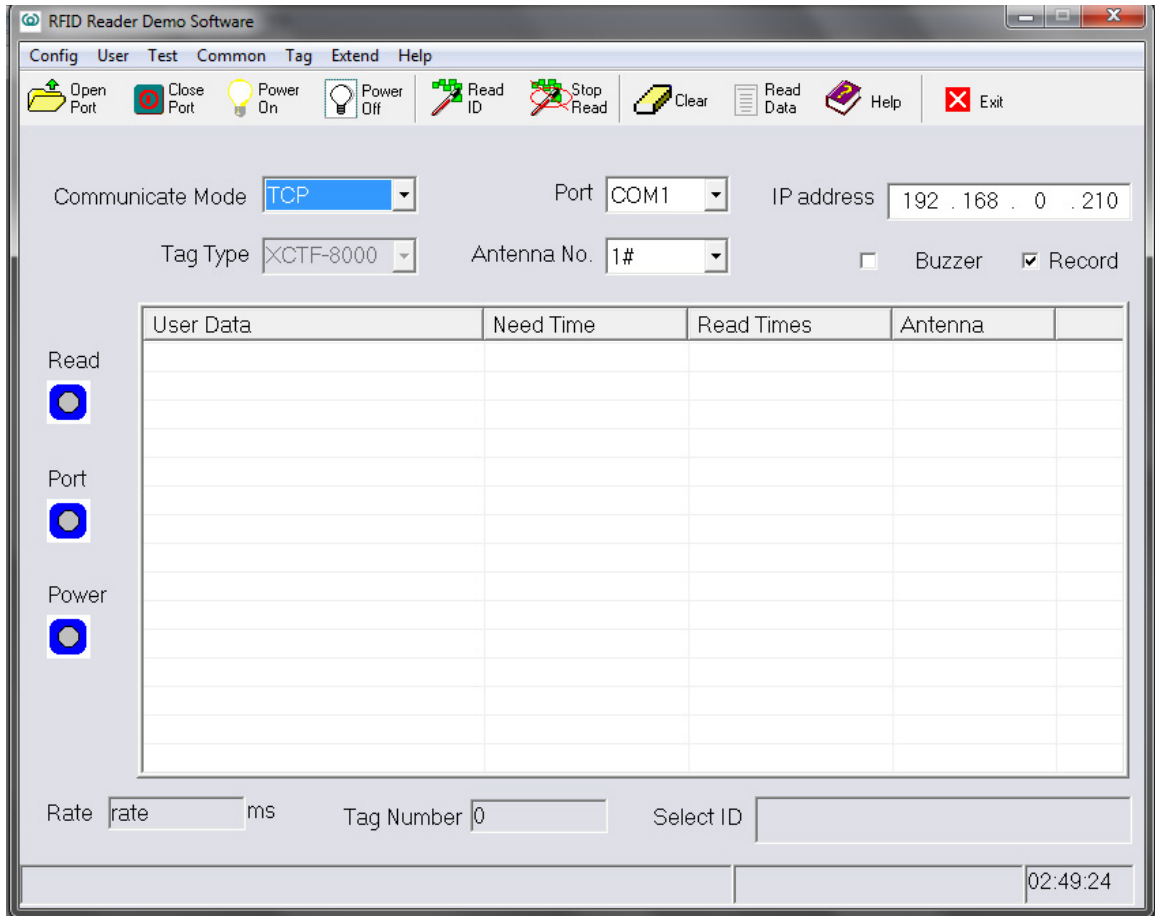 RFID Reader Demo Software
Config User Test Common Tag Extend Help
Open Port Close Port Power On Power Off Read ID Stop Read Clear Read Data Help Exit
Communicate Mode TCP Port COM1 IP address 192 . 168 . 0 . 210
Tag Type XCTF-8000 Antenna No. 1# Buzzer Record
User Data Need Time Read Times Antenna
Read
Port
Power
Rate rate ms Tag Number 0 Select ID
02:49:24